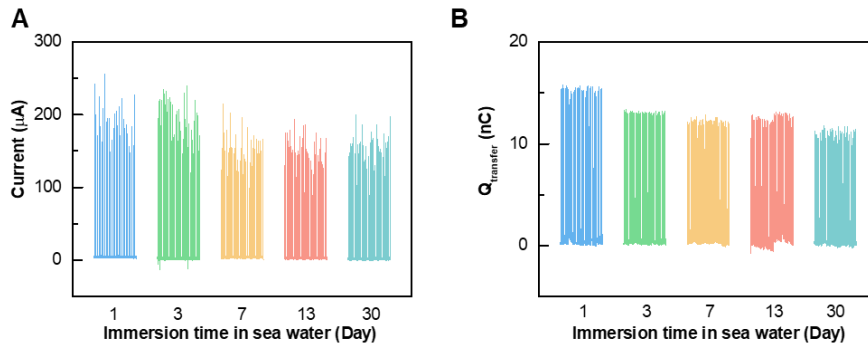 A
300
200
100
0
Current (μA)
1 3 7 13 30
Immersion time in sea water (Day)
B
20
10
0
Qtransfer (nC)
1 3 7 13 30
Immersion time in sea water (Day)